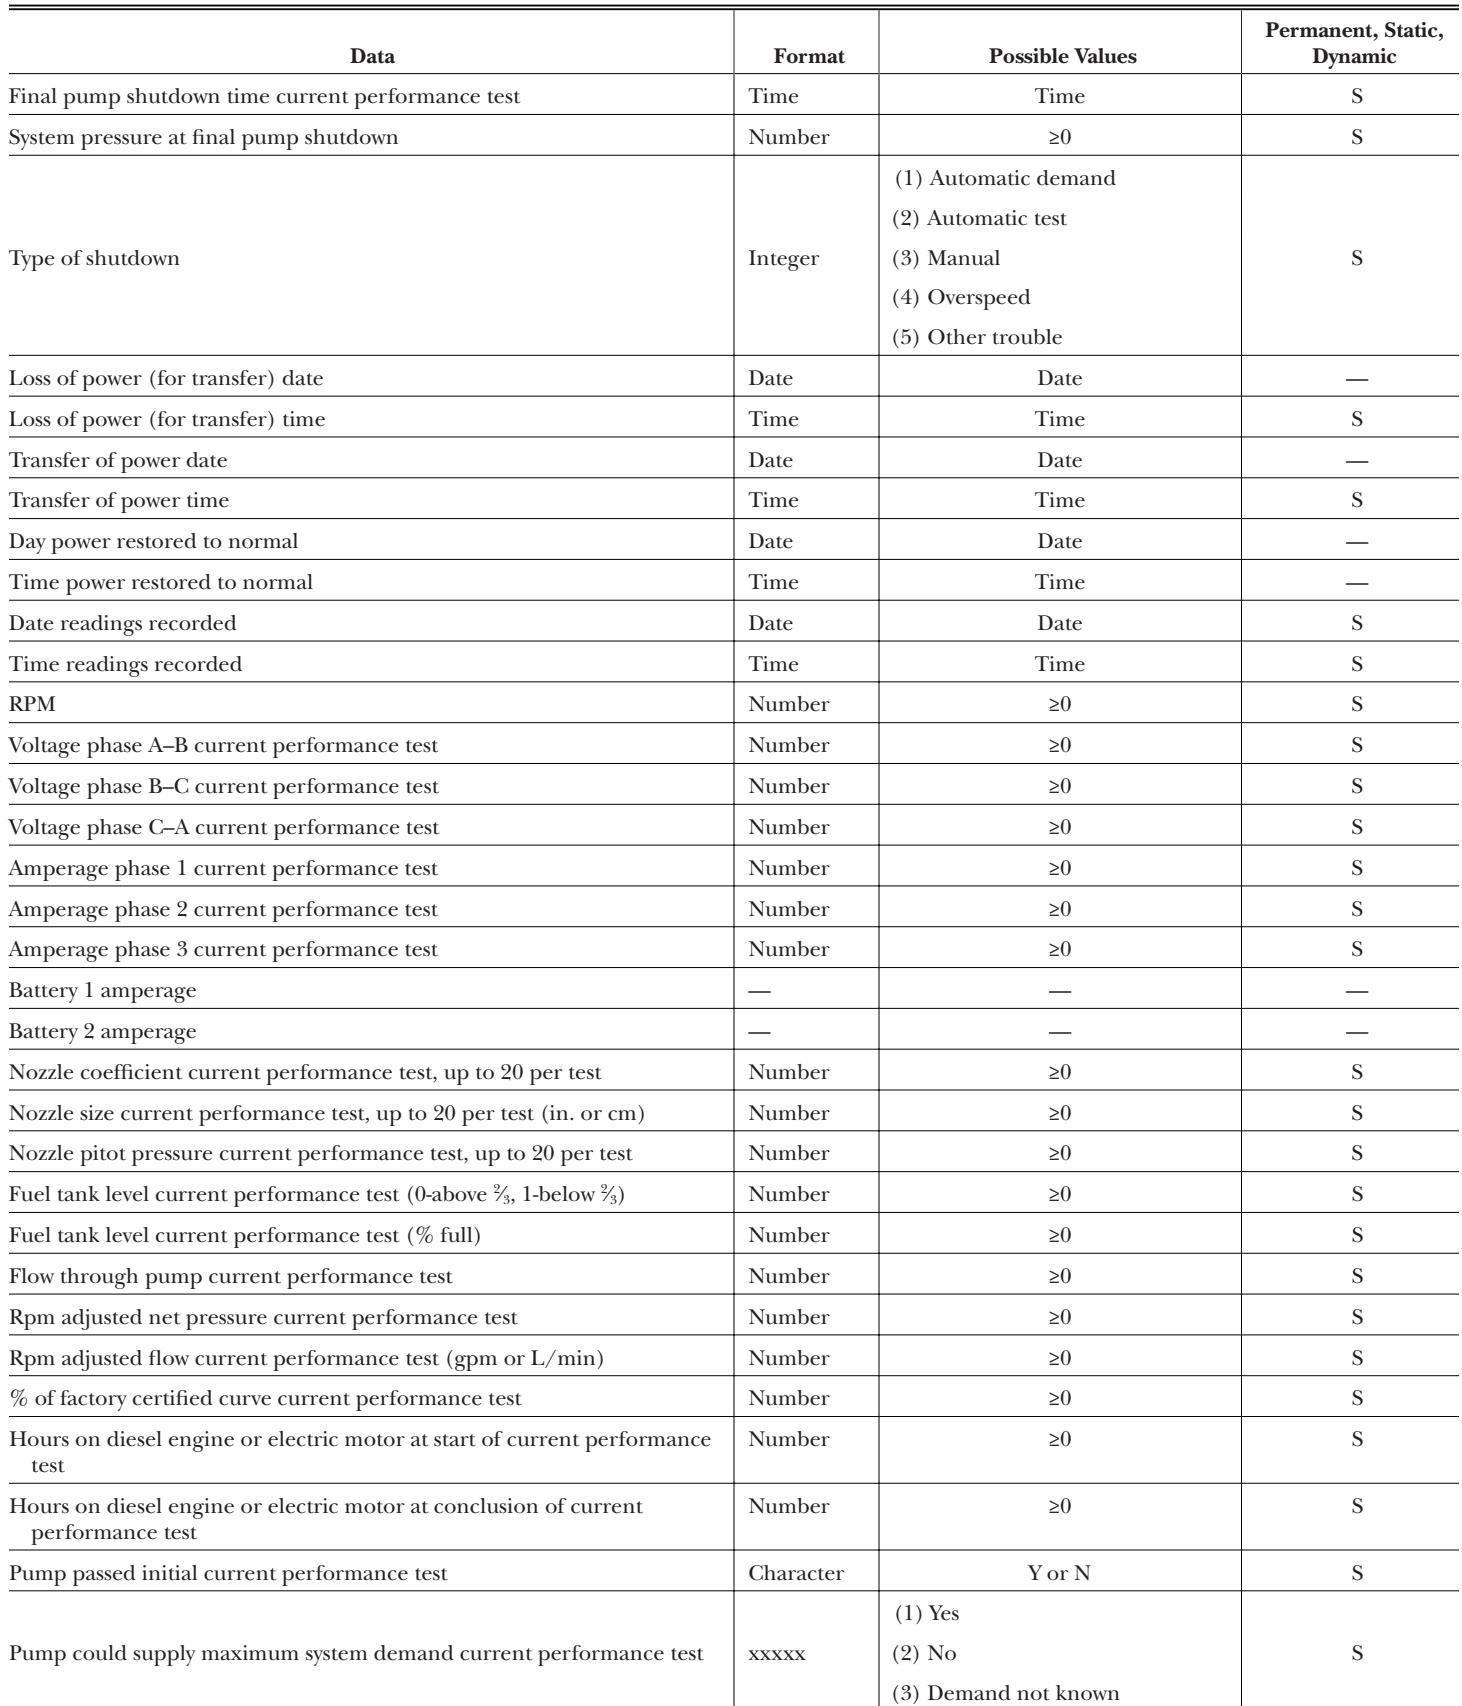 Data Format Possible Values Permanent, Static,
Dynamic
Final pump shutdown time current performance test Time Time S
System pressure at final pump shutdown Number ≥0 S
Type of shutdown Integer (1) Automatic demand S
(2) Automatic test
(3) Manual
(4) Overspeed
(5) Other trouble
Loss of power (for transfer) date Date Date —
Loss of power (for transfer) time Time Time S
Transfer of power date Date Date —
Transfer of power time Time Time S
Day power restored to normal Date Date —
Time power restored to normal Time Time —
Date readings recorded Date Date S
Time readings recorded Time Time S
RPM Number ≥0 S
Voltage phase A–B current performance test Number ≥0 S
Voltage phase B–C current performance test Number ≥0 S
Voltage phase C–A current performance test Number ≥0 S
Amperage phase 1 current performance test Number ≥0 S
Amperage phase 2 current performance test Number ≥0 S
Amperage phase 3 current performance test Number ≥0 S
Battery 1 amperage — — —
Battery 2 amperage — — —
Nozzle coefficient current performance test, up to 20 per test Number ≥0 S
Nozzle size current performance test, up to 20 per test (in. or cm) Number ≥0 S
Nozzle pitot pressure current performance test, up to 20 per test Number ≥0 S
Fuel tank level current performance test (0-above ⅔, 1-below ⅔) Number ≥0 S
Fuel tank level current performance test (% full) Number ≥0 S
Flow through pump current performance test Number ≥0 S
Rpm adjusted net pressure current performance test Number ≥0 S
Rpm adjusted flow current performance test (gpm or L/min) Number ≥0 S
% of factory certified curve current performance test Number ≥0 S
Hours on diesel engine or electric motor at start of current performance Number ≥0 S
test
Hours on diesel engine or electric motor at conclusion of current Number ≥0 S
performance test
Pump passed initial current performance test Character Y or N S
Pump could supply maximum system demand current performance test xxxxx (1) Yes S
(2) No
(3) Demand not known